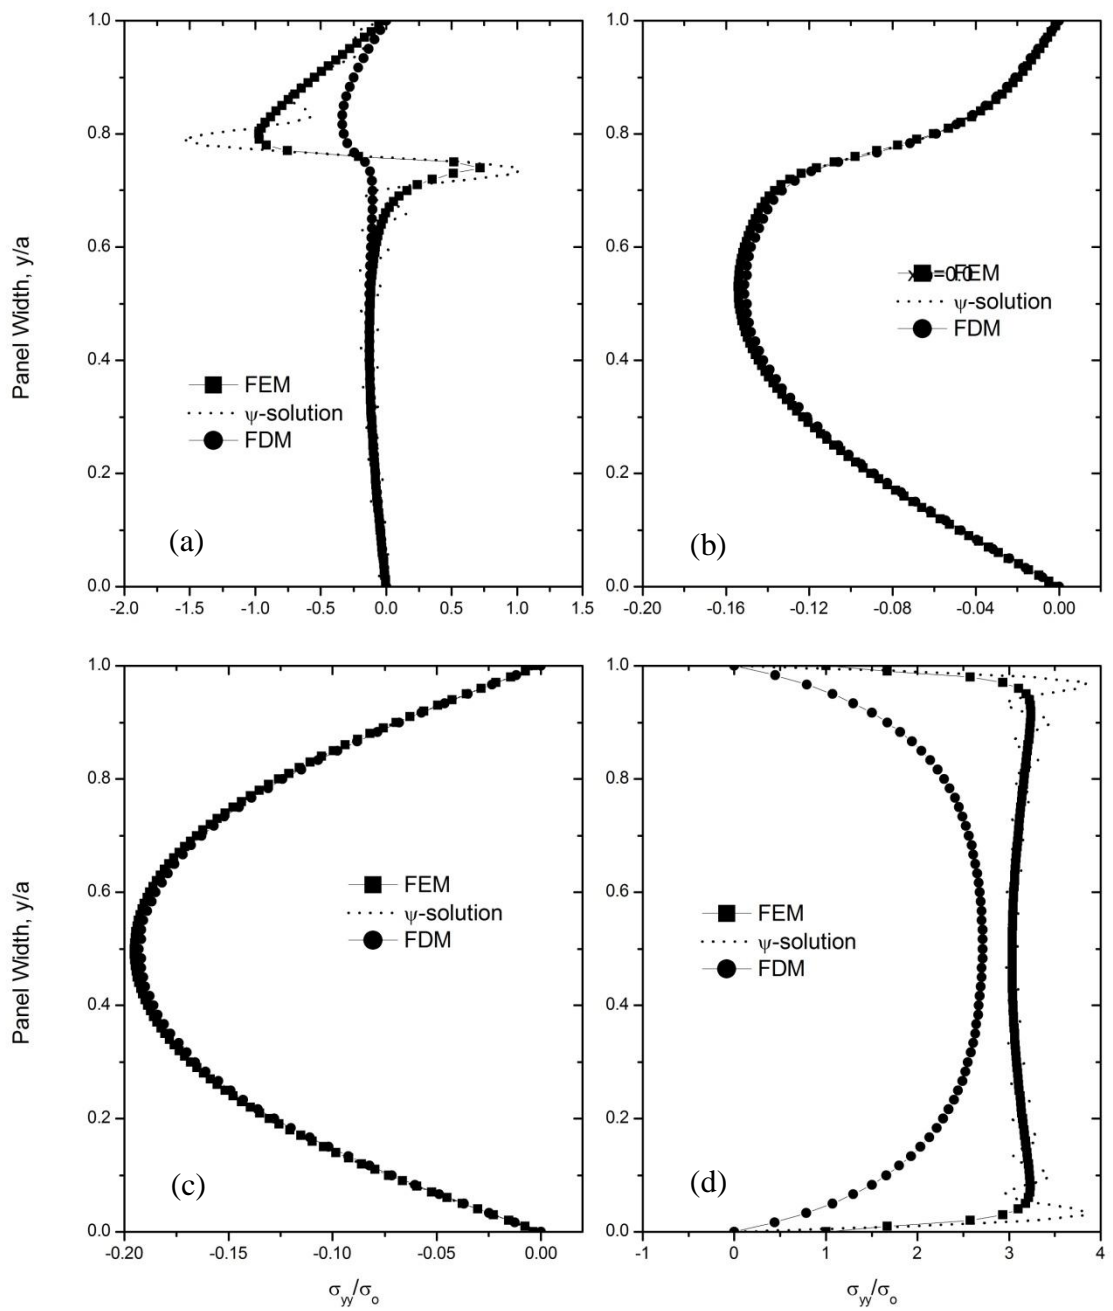 1.0
0.8
0.6
0.4
0.2
0.0
Panel Width, y/a
FEM
ψ-solution
FDM
(a)
-2.0 -1.5 -1.0 -0.5 0.0 0.5 1.0 1.5
1.0
0.8
0.6
0.4
0.2
0.0
FEM
ψ-solution
FDM
(b)
-0.20 -0.16 -0.12 -0.08 -0.04 0.00
1.0
0.8
0.6
0.4
0.2
0.0
Panel Width, y/a
FEM
ψ-solution
FDM
(c)
-0.20 -0.15 -0.10 -0.05 0.00
σyy/σo
1.0
0.8
0.6
0.4
0.2
0.0
FEM
ψ-solution
FDM
(d)
-1 0 1 2 3 4
σyy/σo